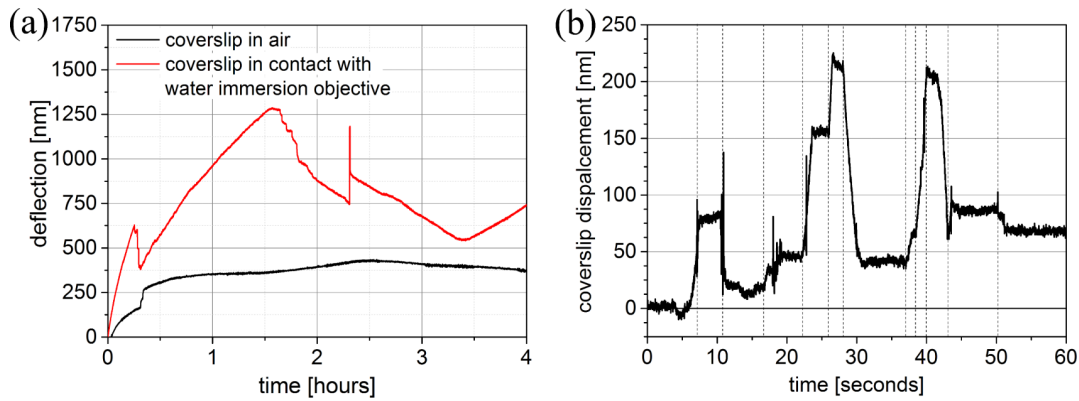 (a)
1750
1500
1250
1000
750
500
250
0
deflection [nm]
coverslip in air
coverslip in contact with
water immersion objective
0 1 2 3 4
time [hours]
(b)
250
200
150
100
50
0
coverslip dispalcement [nm]
0 10 20 30 40 50 60
time [seconds]